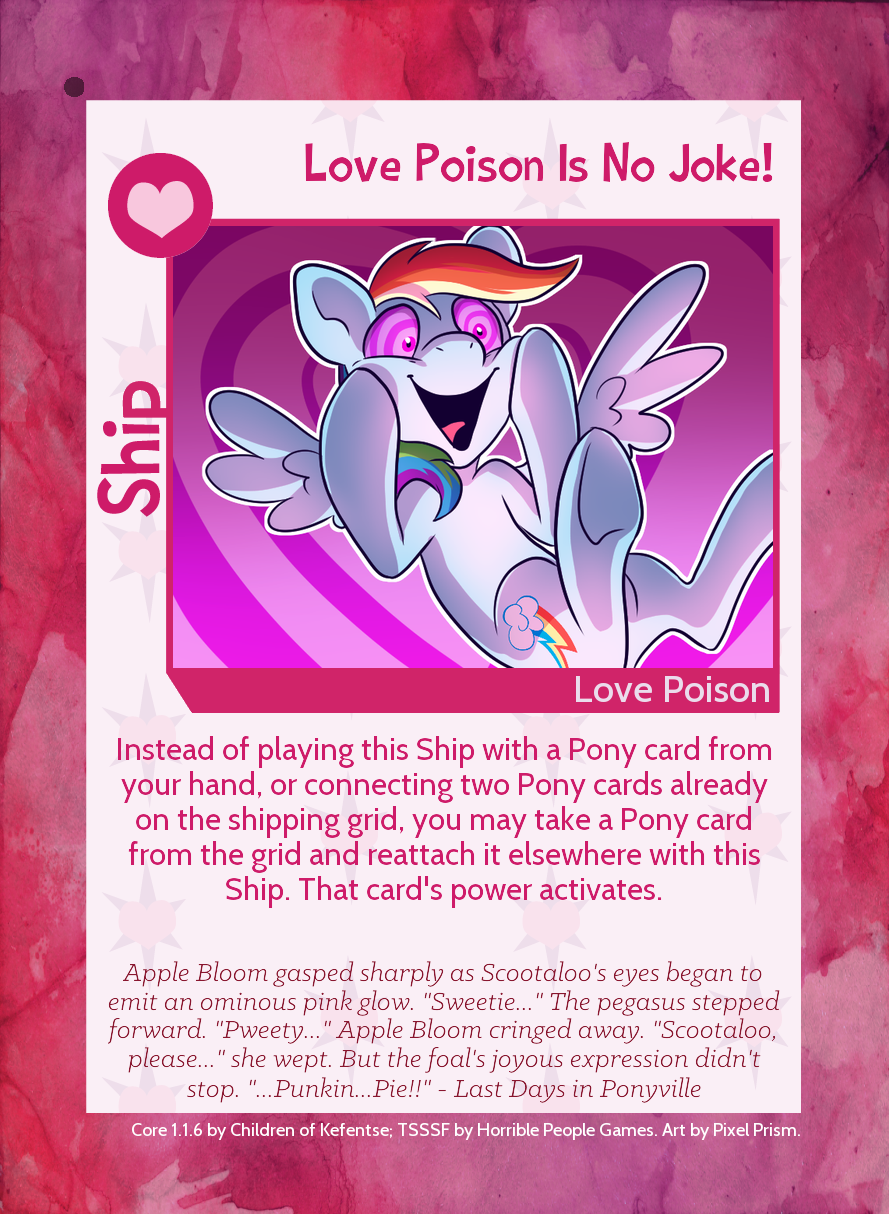 Love Poison Is No Joke!
Ship
Love Poison
Instead of playing this Ship with a Pony card from
your hand, or connecting two Pony cards already
on the shipping grid, you may take a Pony card
from the grid and reattach it elsewhere with this
Ship. That card's power activates.
Apple Bloom gasped sharply as Scootaloo's eyes began to
emit an ominous pink glow. "Sweetie..." The pegasus stepped
forward. "Pweety..." Apple Bloom cringed away. "Scootaloo,
please..." she wept. But the foal's joyous expression didn't
stop. "...Punkin...Pie!!" - Last Days in Ponyville
Core 1.1.6 by Children of Kefentse; TSSSF by Horrible People Games. Art by Pixel Prism.